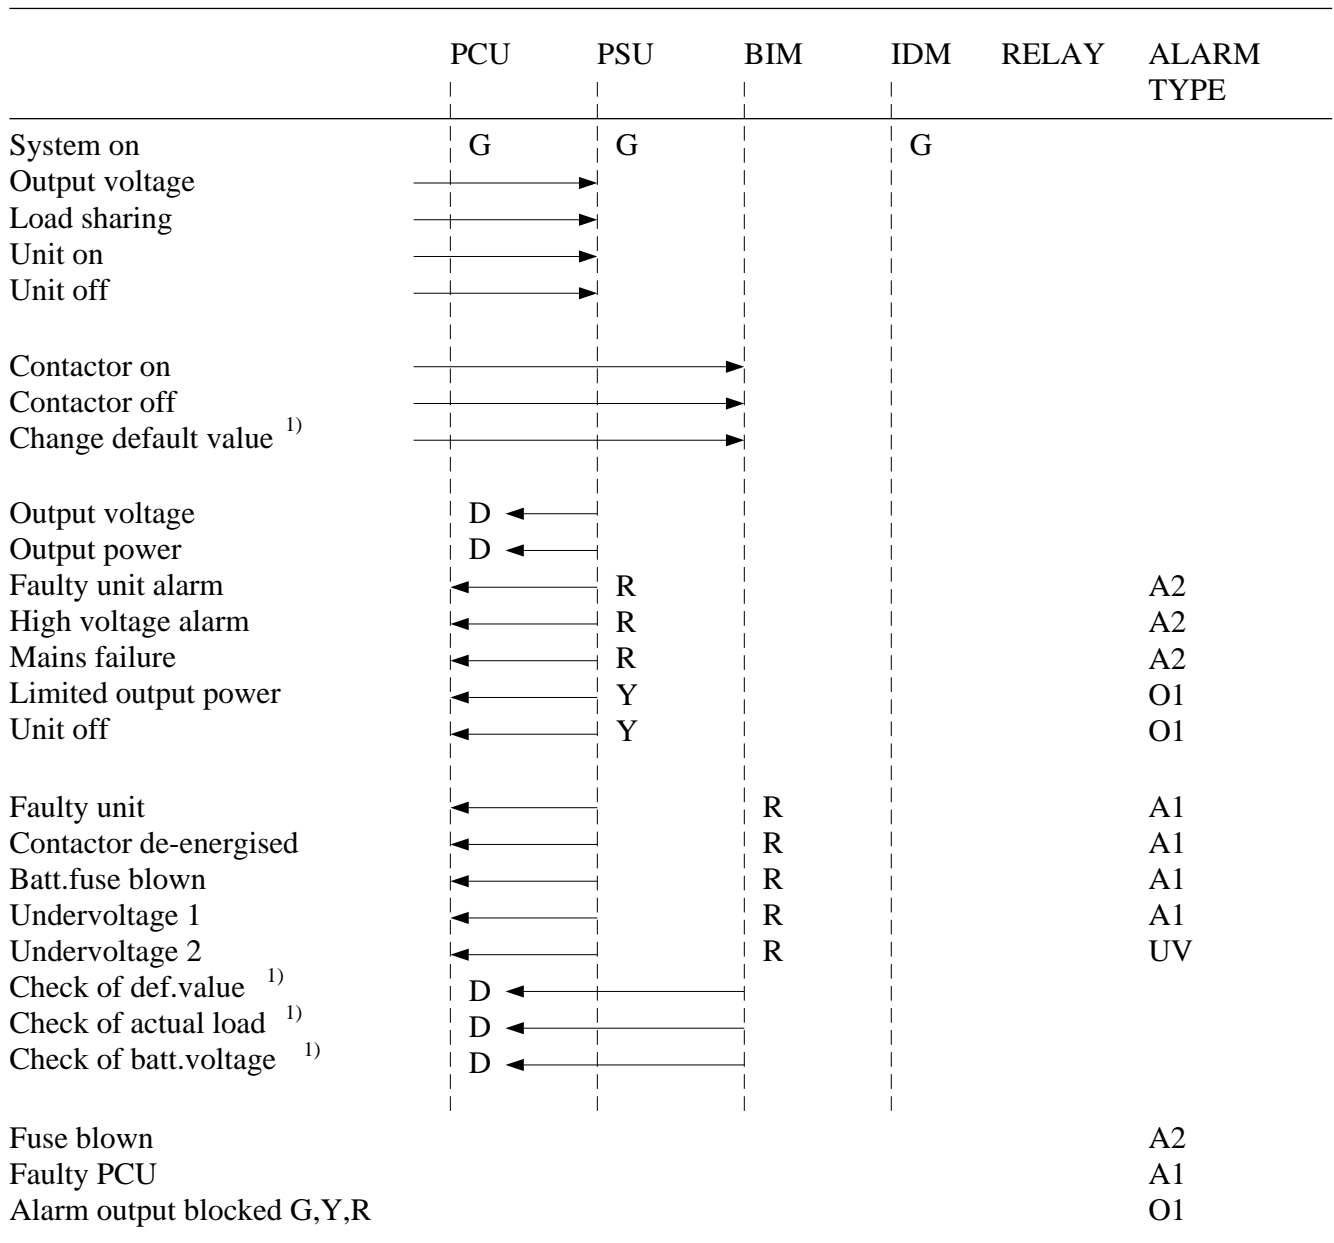 PCU PSU BIM IDM RELAY ALARM
TYPE
System on G G G
Output voltage
Load sharing
Unit on
Unit off
Contactor on
Contactor off
Change default value 1)
Output voltage D
Output power D
Faulty unit alarm R A2
High voltage alarm R A2
Mains failure R A2
Limited output power Y O1
Unit off Y O1
Faulty unit R A1
Contactor de-energised R A1
Batt.fuse blown R A1
Undervoltage 1 R A1
Undervoltage 2 R UV
Check of def.value 1) D
Check of actual load 1) D
Check of batt.voltage 1) D
Fuse blown A2
Faulty PCU A1
Alarm output blocked G,Y,R O1